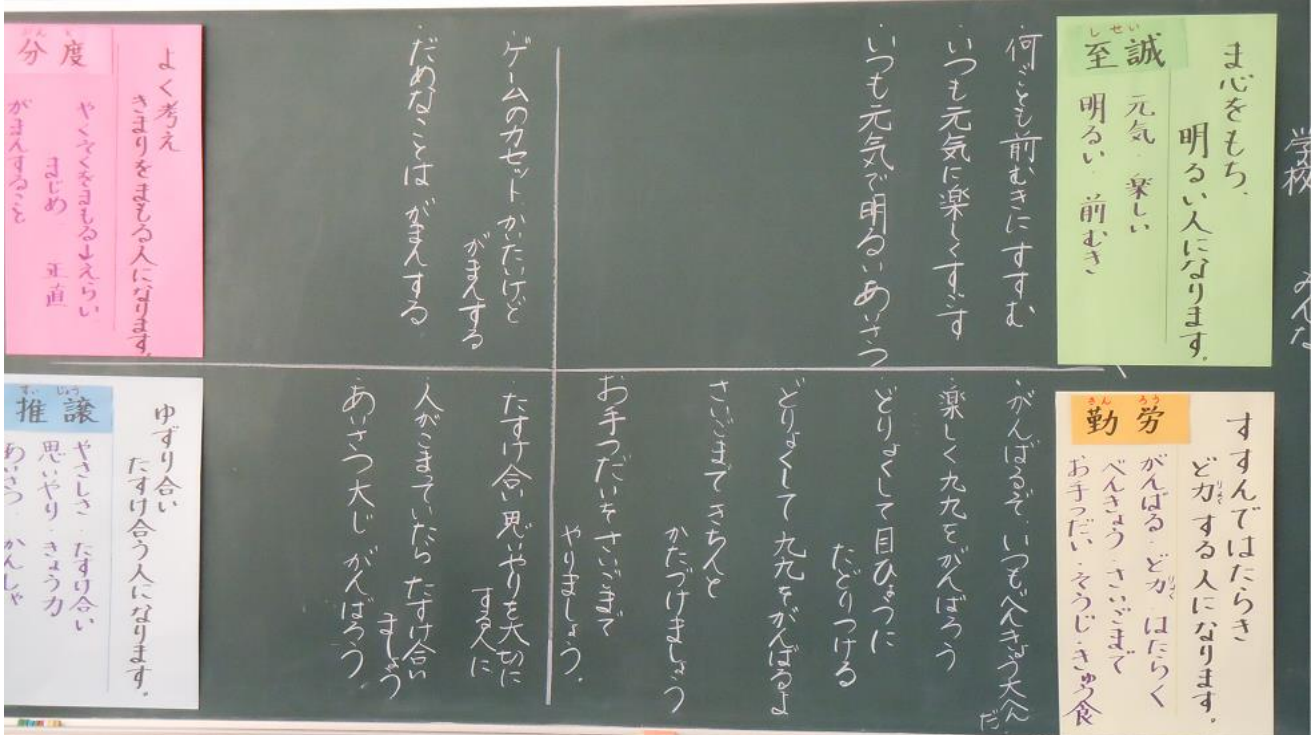 学校 みんな
ま心をもち、
明るい人になります。
しせい
至誠
元気 楽しい
明るい 前むき
・何ごとも前むきにすすむ
・いつも元気に楽しくすごす
・いつも元気で明るいあいさつ
すすんではたらき
ど力する人になります。
りょく
きんろう
勤労
がんばる・ど力・はたらく
りょく
べんきょう・さいごまで
お手つだい・そうじ・きゅう食
・がんばるぞ、いつもべんきょう大へんだ
・楽しく九九をがんばろう
・どりょくして目ひょうに
たどりつける
・どりょくして九九をがんばるよ
・さいごまできちんと
かたづけましょう
・お手つだいをさいごまで
やりましょう。
・ゲームのカセット、かいたいけど
がまんする
・だめなことは がまんする
よく考え
きまりをまもる人になります。
分度
やくそくをまもる
まじめ 正直
がまんすること
・たすけ合い思いやりを大切に
する人に
・人がこまっていたら たすけ合い
ましょう
・あいさつ大じ がんばろう
ゆずり合い
たすけ合う人になります。
すいじょう
推譲
やさしさ・たすけ合い
思いやり・きょう力
あいさつ かんしゃ